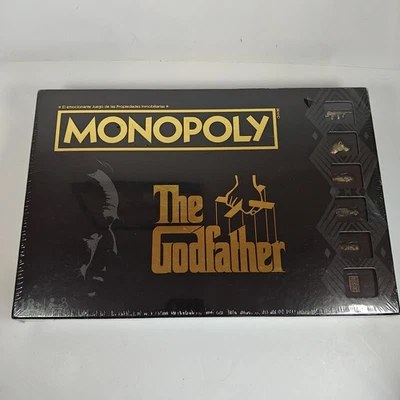 El emocionante Juego de las Propiedades Inmobiliarias
MONOPOLY
The
Godfather